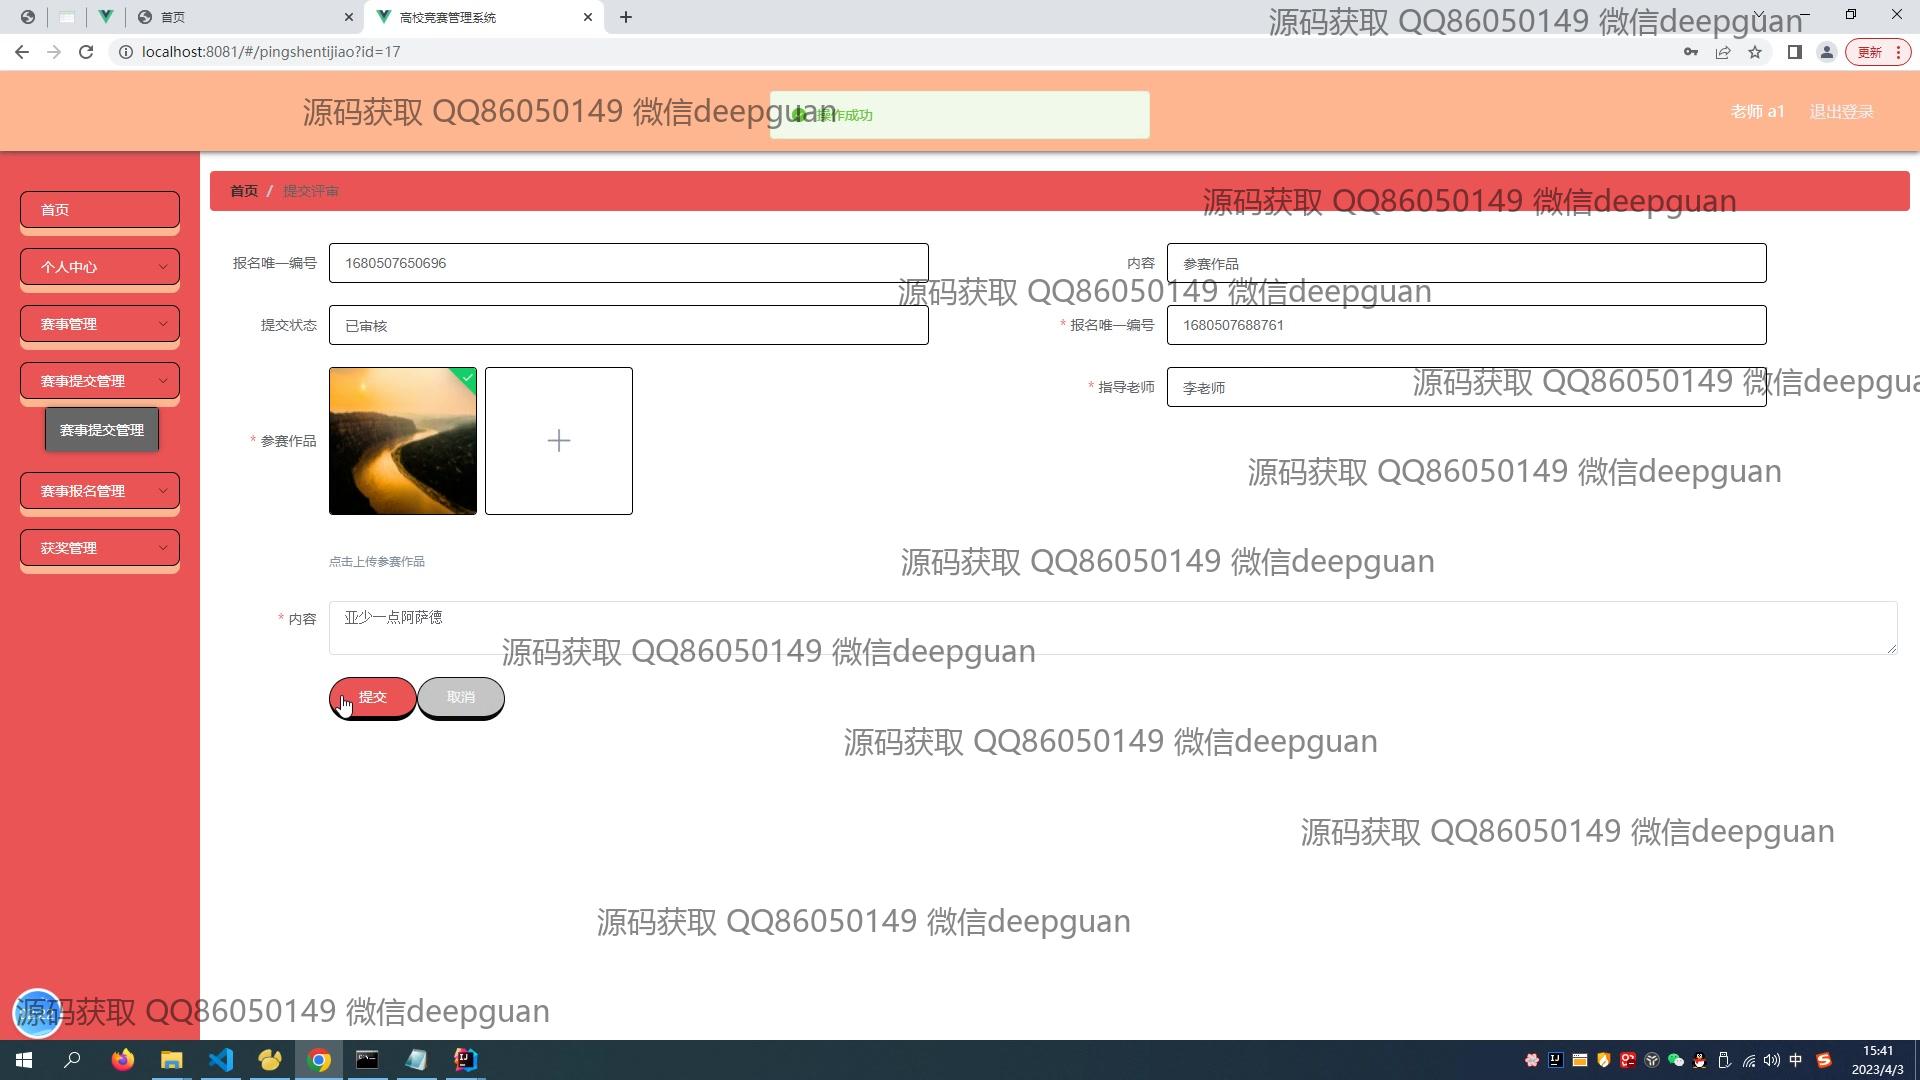 首页
高校竞赛管理系统
源码获取 QQ86050149 微信deepguan
localhost:8081/#/pingshentijiao?id=17
更新
源码获取 QQ86050149 微信deepguan
操作成功
老师 a1
退出登录
首页 / 提交评审
源码获取 QQ86050149 微信deepguan
首页
个人中心
赛事管理
赛事提交管理
赛事提交管理
赛事报名管理
获奖管理
报名唯一编号
1680507650696
内容
参赛作品
源码获取 QQ86050149 微信deepguan
提交状态
已审核
* 报名唯一编号
1680507688761
* 参赛作品
* 指导老师
李老师
源码获取 QQ86050149 微信deepgua
源码获取 QQ86050149 微信deepguan
点击上传参赛作品
源码获取 QQ86050149 微信deepguan
* 内容
亚少一点阿萨德
源码获取 QQ86050149 微信deepguan
提交
取消
源码获取 QQ86050149 微信deepguan
源码获取 QQ86050149 微信deepguan
源码获取 QQ86050149 微信deepguan
源码获取 QQ86050149 微信deepguan
中
15:41
2023/4/3